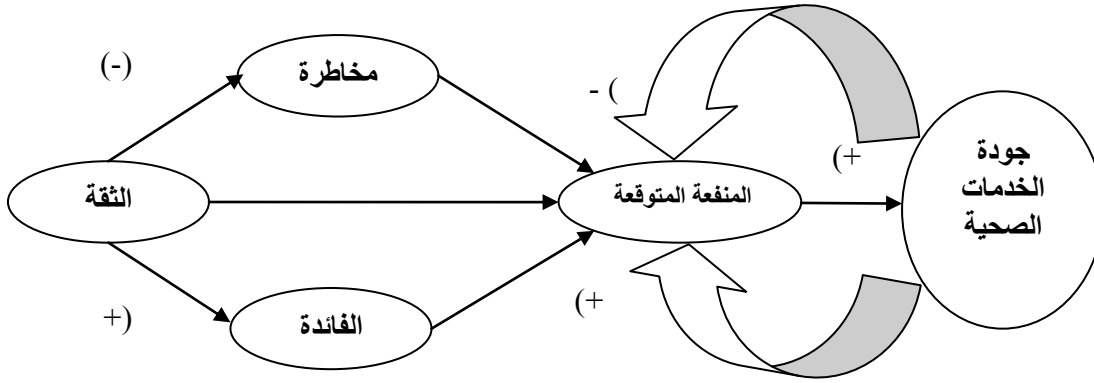 (-)
مخاطرة
- (
(+
جودة
الخدمات
الصحية
الثقة
المنفعة المتوقعة
+)
الفائدة
(+